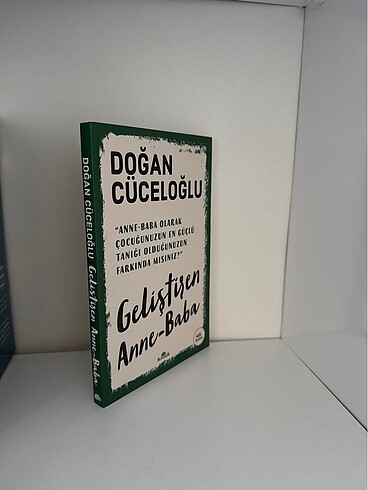 DOĞAN
CÜCELOĞLU
"ANNE-BABA OLARAK
ÇOCUĞUNUZUN EN GÜÇLÜ
TANIĞI OLDUĞUNUZUN
FARKINDA MISINIZ?"
Geliştiren
Anne-Baba
DOĞAN CÜCELOĞLU Geliştiren Anne-Baba